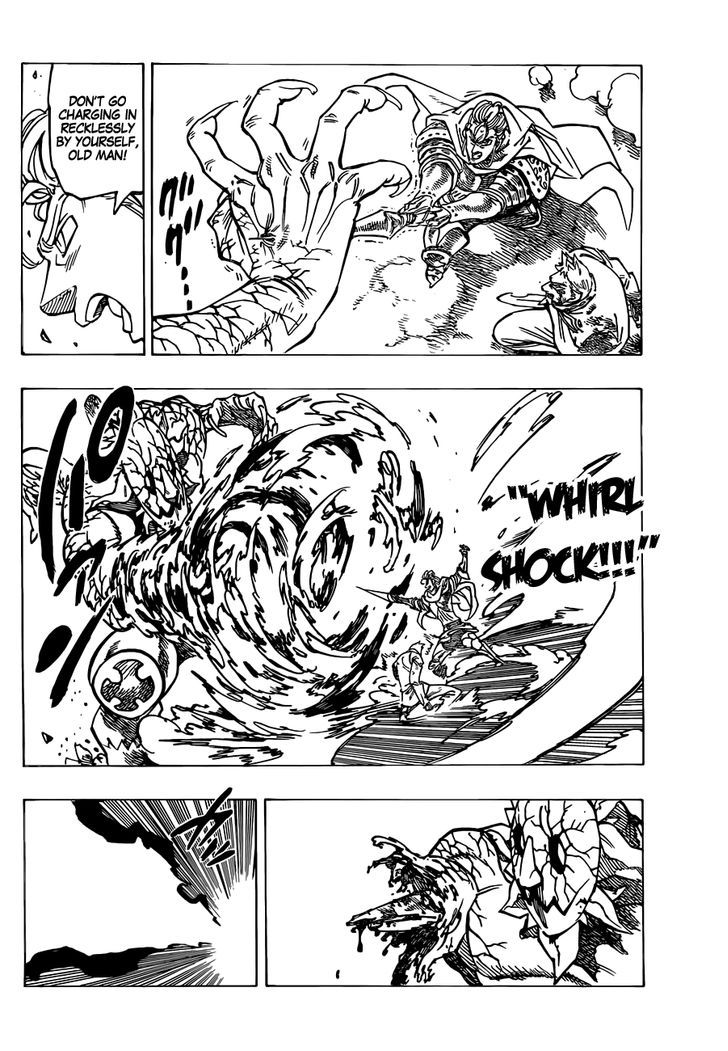 DON'T GO
CHARGING IN
RECKLESSLY
BY YOURSELF,
OLD MAN!
"WHIRL
SHOCK!!!"